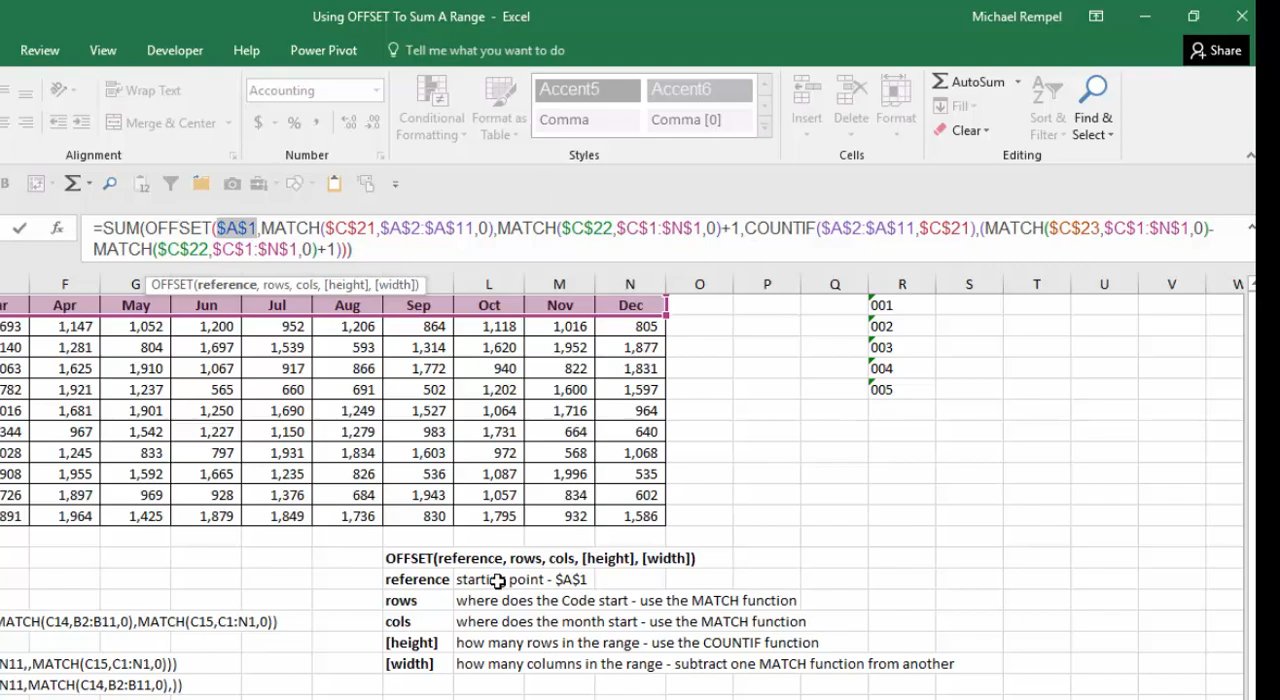 Using OFFSET To Sum A Range - Excel Michael Rempel
Review View Developer Help Power Pivot Tell me what you want to do Share
Wrap Text Accounting Accent5 Accent6 AutoSum
Merge & Center $ % , Conditional Formatting Format as Table Comma Comma [0] Insert Delete Format Fill Clear Sort & Filter Find & Select
Alignment Number Styles Cells Editing
B 12
fx =SUM(OFFSET($A$1,MATCH($C$21,$A$2:$A$11,0),MATCH($C$22,$C$1:$N$1,0)+1,COUNTIF($A$2:$A$11,$C$21),(MATCH($C$23,$C$1:$N$1,0)-
MATCH($C$22,$C$1:$N$1,0)+1)))
OFFSET(reference, rows, cols, [height], [width])
F G L M N O P Q R S T U V W
ar Apr May Jun Jul Aug Sep Oct Nov Dec 001
693 1,147 1,052 1,200 952 1,206 864 1,118 1,016 805 002
140 1,281 804 1,697 1,539 593 1,314 1,620 1,952 1,877 003
063 1,625 1,910 1,067 917 866 1,772 940 822 1,831 004
782 1,921 1,237 565 660 691 502 1,202 1,600 1,597 005
016 1,681 1,901 1,250 1,690 1,249 1,527 1,064 1,716 964
344 967 1,542 1,227 1,150 1,279 983 1,731 664 640
028 1,245 833 797 1,931 1,834 1,603 972 568 1,068
908 1,955 1,592 1,665 1,235 826 536 1,087 1,996 535
726 1,897 969 928 1,376 684 1,943 1,057 834 602
891 1,964 1,425 1,879 1,849 1,736 830 1,795 932 1,586
OFFSET(reference, rows, cols, [height], [width])
reference starting point - $A$1
rows where does the Code start - use the MATCH function
MATCH(C14,B2:B11,0),MATCH(C15,C1:N1,0)) cols where does the month start - use the MATCH function
[height] how many rows in the range - use the COUNTIF function
N11,,MATCH(C15,C1:N1,0))) [width] how many columns in the range - subtract one MATCH function from another
N11,MATCH(C14,B2:B11,0),))